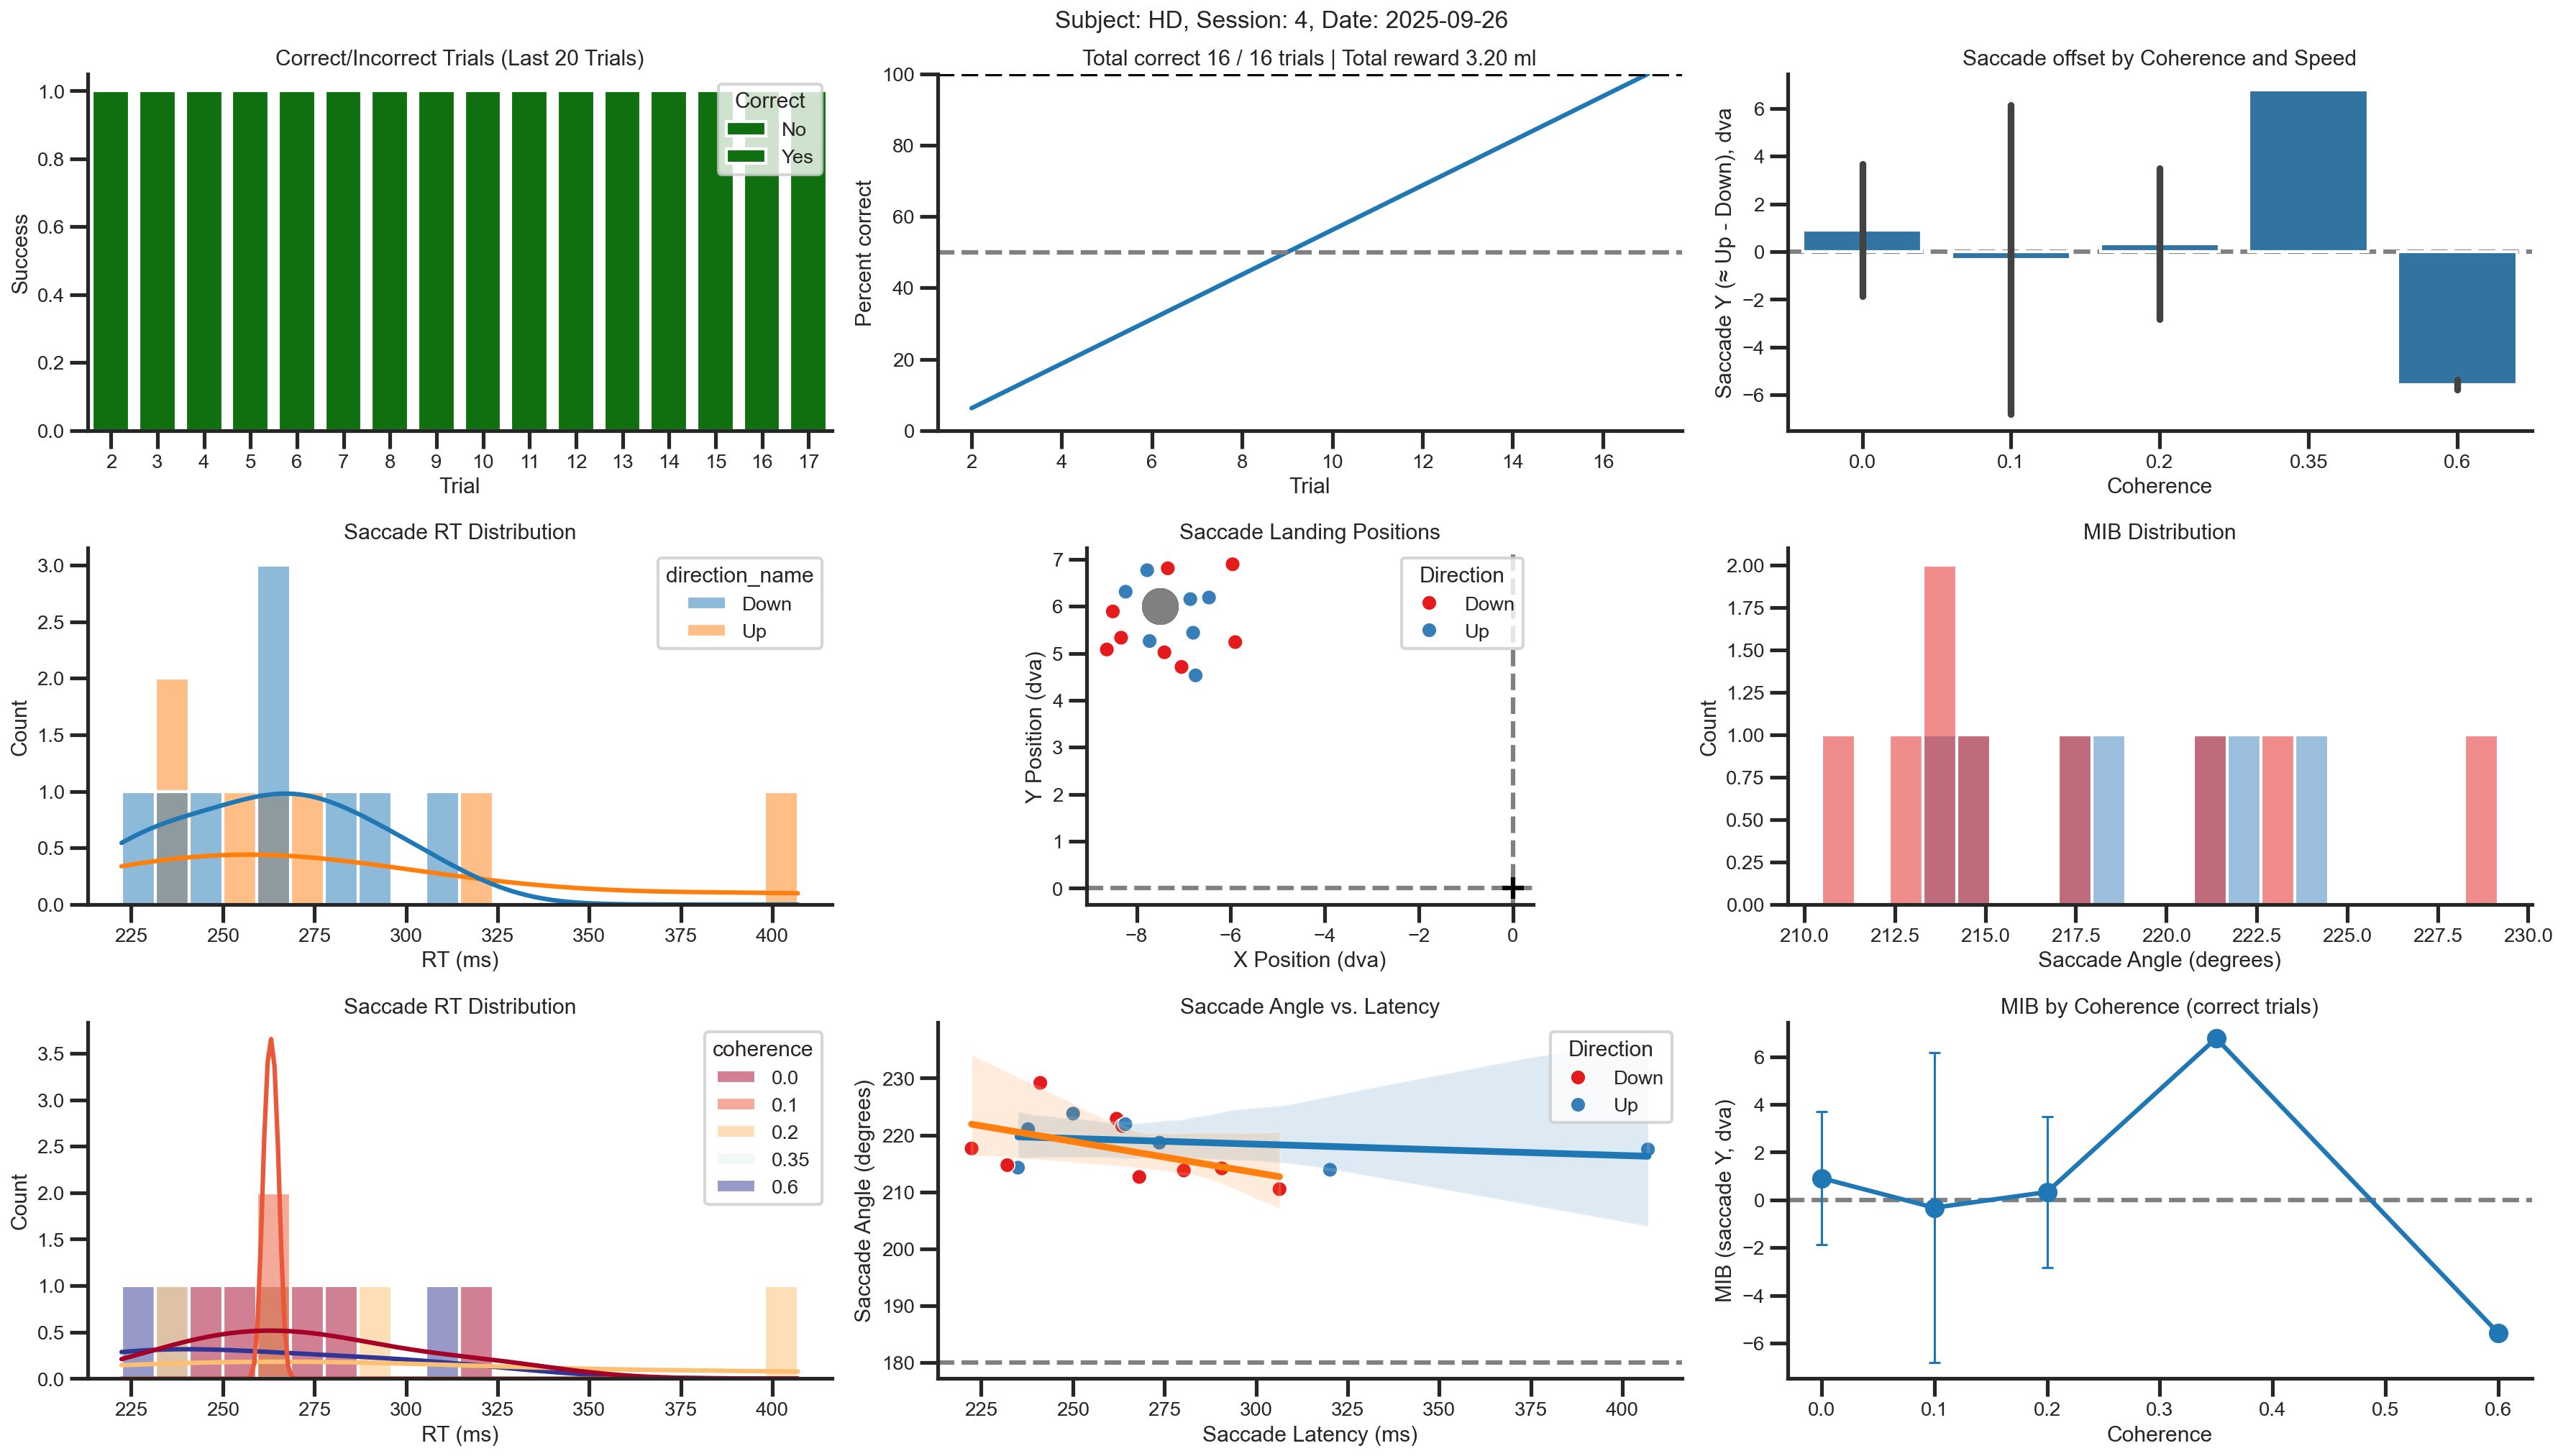 Subject: HD, Session: 4, Date: 2025-09-26
Correct/Incorrect Trials (Last 20 Trials)
Success
1.0
0.8
0.6
0.4
0.2
0.0
2 3 4 5 6 7 8 9 10 11 12 13 14 15 16 17
Trial
Correct
No
Yes
Total correct 16 / 16 trials | Total reward 3.20 ml
Percent correct
100
80
60
40
20
0
2 4 6 8 10 12 14 16
Trial
Saccade offset by Coherence and Speed
Saccade Y (≈ Up - Down), dva
6
4
2
0
−2
−4
−6
0.0 0.1 0.2 0.35 0.6
Coherence
Saccade RT Distribution
Count
3.0
2.5
2.0
1.5
1.0
0.5
0.0
225 250 275 300 325 350 375 400
RT (ms)
direction_name
Down
Up
Saccade Landing Positions
Y Position (dva)
7
6
5
4
3
2
1
0
−8 −6 −4 −2 0
X Position (dva)
Direction
Down
Up
MIB Distribution
Count
2.00
1.75
1.50
1.25
1.00
0.75
0.50
0.25
0.00
210.0 212.5 215.0 217.5 220.0 222.5 225.0 227.5 230.0
Saccade Angle (degrees)
Saccade RT Distribution
Count
3.5
3.0
2.5
2.0
1.5
1.0
0.5
0.0
225 250 275 300 325 350 375 400
RT (ms)
coherence
0.0
0.1
0.2
0.35
0.6
Saccade Angle vs. Latency
Saccade Angle (degrees)
230
220
210
200
190
180
225 250 275 300 325 350 375 400
Saccade Latency (ms)
Direction
Down
Up
MIB by Coherence (correct trials)
MIB (saccade Y, dva)
6
4
2
0
−2
−4
−6
0.0 0.1 0.2 0.3 0.4 0.5 0.6
Coherence